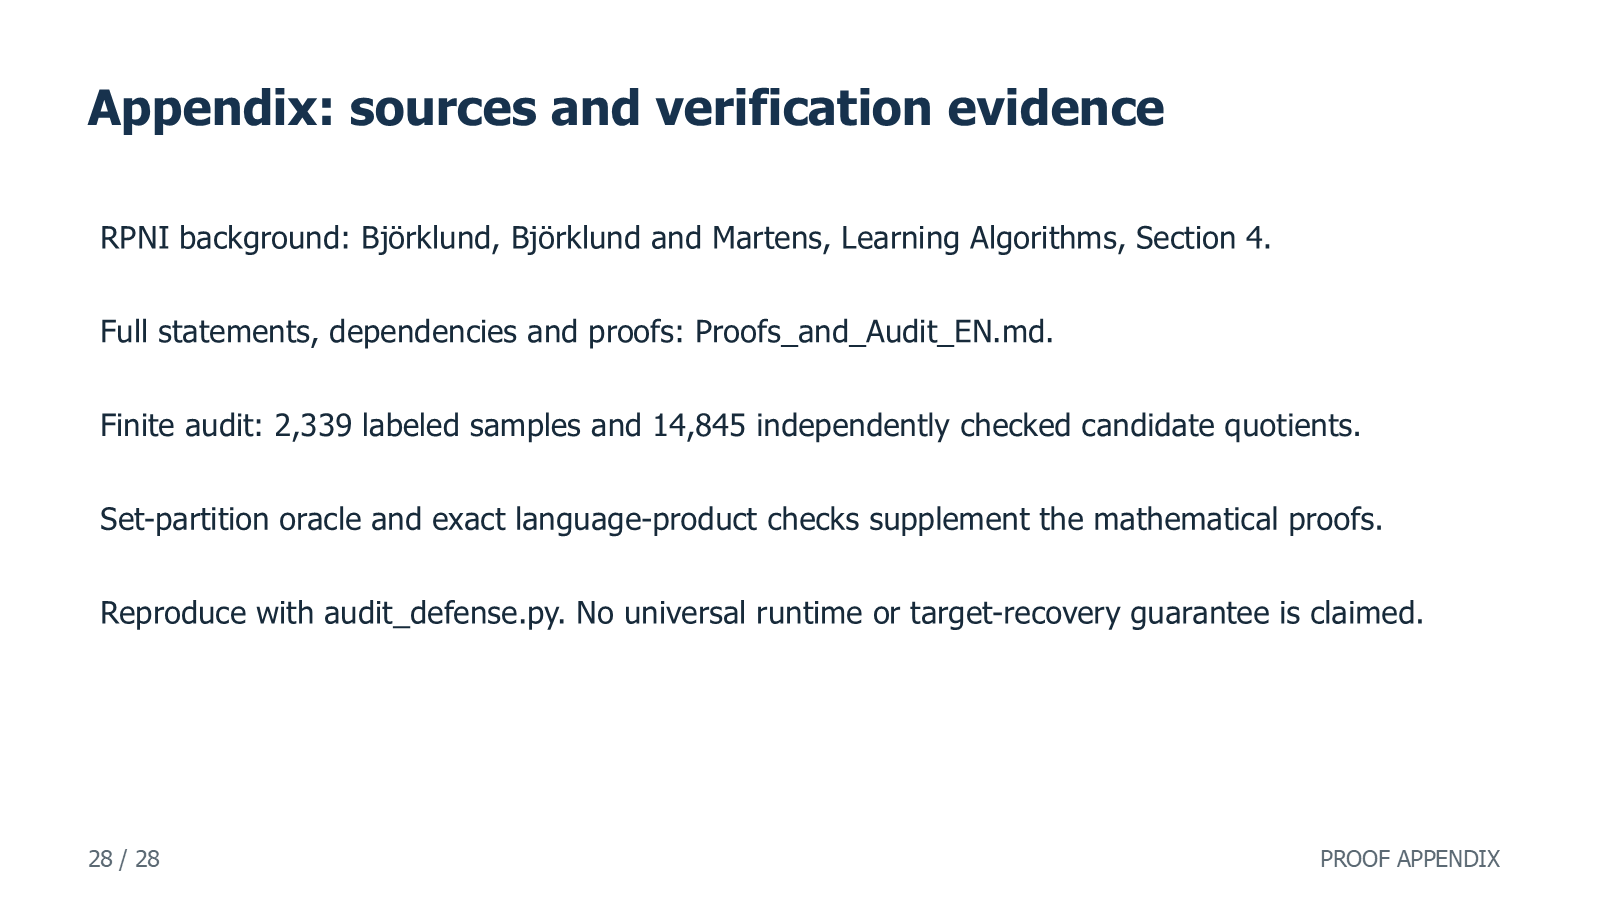 Appendix: sources and verification evidence
RPNI background: Björklund, Björklund and Martens, Learning Algorithms, Section 4.
Full statements, dependencies and proofs: Proofs_and_Audit_EN.md.
Finite audit: 2,339 labeled samples and 14,845 independently checked candidate quotients.
Set-partition oracle and exact language-product checks supplement the mathematical proofs.
Reproduce with audit_defense.py. No universal runtime or target-recovery guarantee is claimed.
28 / 28
PROOF APPENDIX